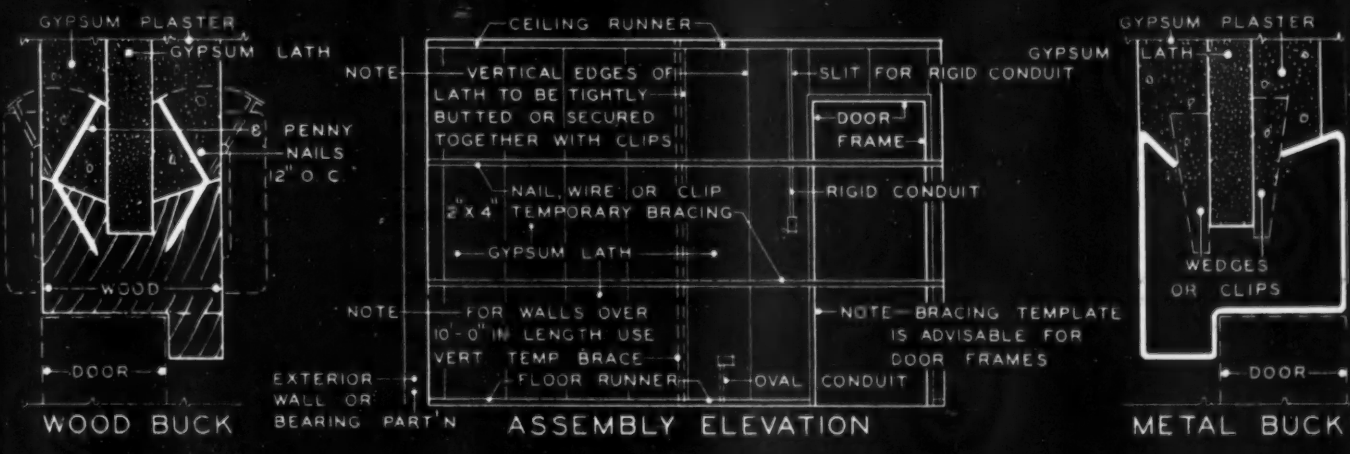 GYPSUM PLASTER
GYPSUM LATH
8 PENNY
NAILS
12" O.C.
WOOD
DOOR
WOOD BUCK
CEILING RUNNER
NOTE VERTICAL EDGES OF
LATH TO BE TIGHTLY
BUTTED OR SECURED
TOGETHER WITH CLIPS
SLIT FOR RIGID CONDUIT
DOOR
FRAME
NAIL, WIRE OR CLIP
2"X4" TEMPORARY BRACING
RIGID CONDUIT
GYPSUM LATH
NOTE FOR WALLS OVER
10'-0" IN LENGTH USE
VERT TEMP BRACE
NOTE-BRACING TEMPLATE
IS ADVISABLE FOR
DOOR FRAMES
EXTERIOR
WALL OR
BEARING PART'N
FLOOR RUNNER
OVAL CONDUIT
ASSEMBLY ELEVATION
GYPSUM PLASTER
GYPSUM LATH
WEDGES
OR CLIPS
DOOR
METAL BUCK